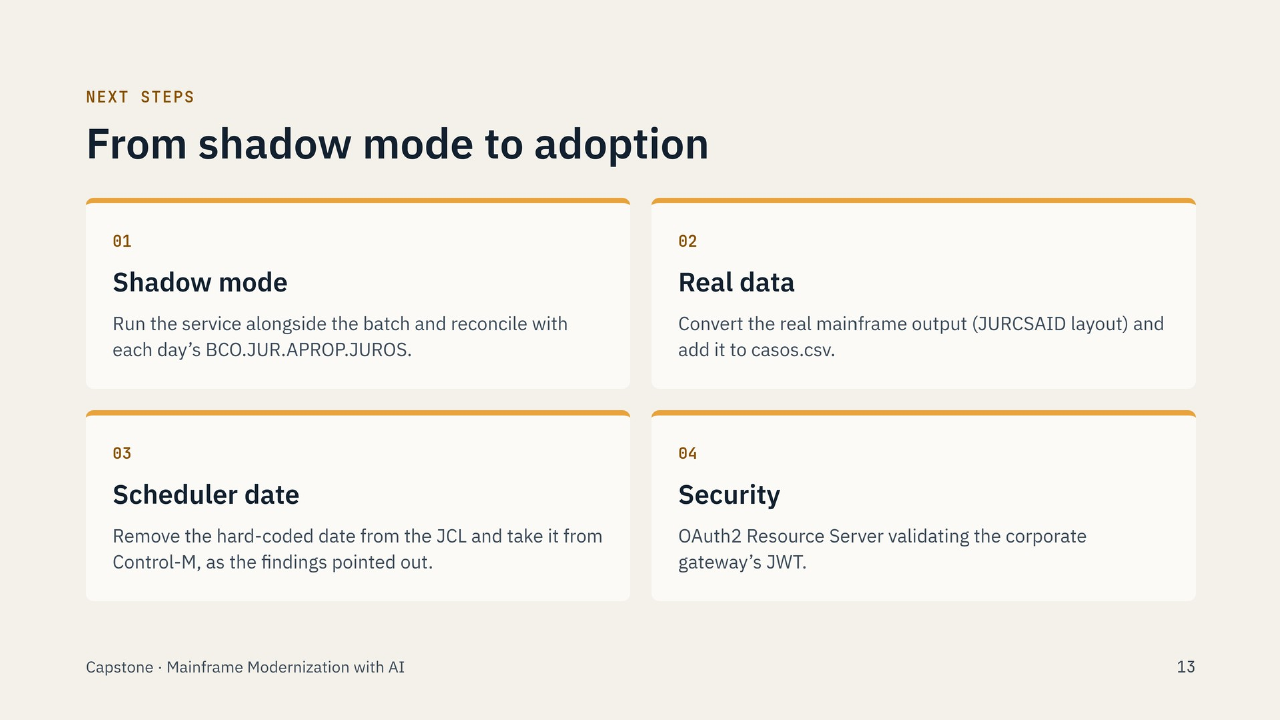 NEXT STEPS
From shadow mode to adoption
01
Shadow mode
Run the service alongside the batch and reconcile with
each day’s BCO.JUR.APROP.JUROS.
02
Real data
Convert the real mainframe output (JURCSAID layout) and
add it to casos.csv.
03
Scheduler date
Remove the hard-coded date from the JCL and take it from
Control-M, as the findings pointed out.
04
Security
OAuth2 Resource Server validating the corporate
gateway’s JWT.
Capstone · Mainframe Modernization with AI
13